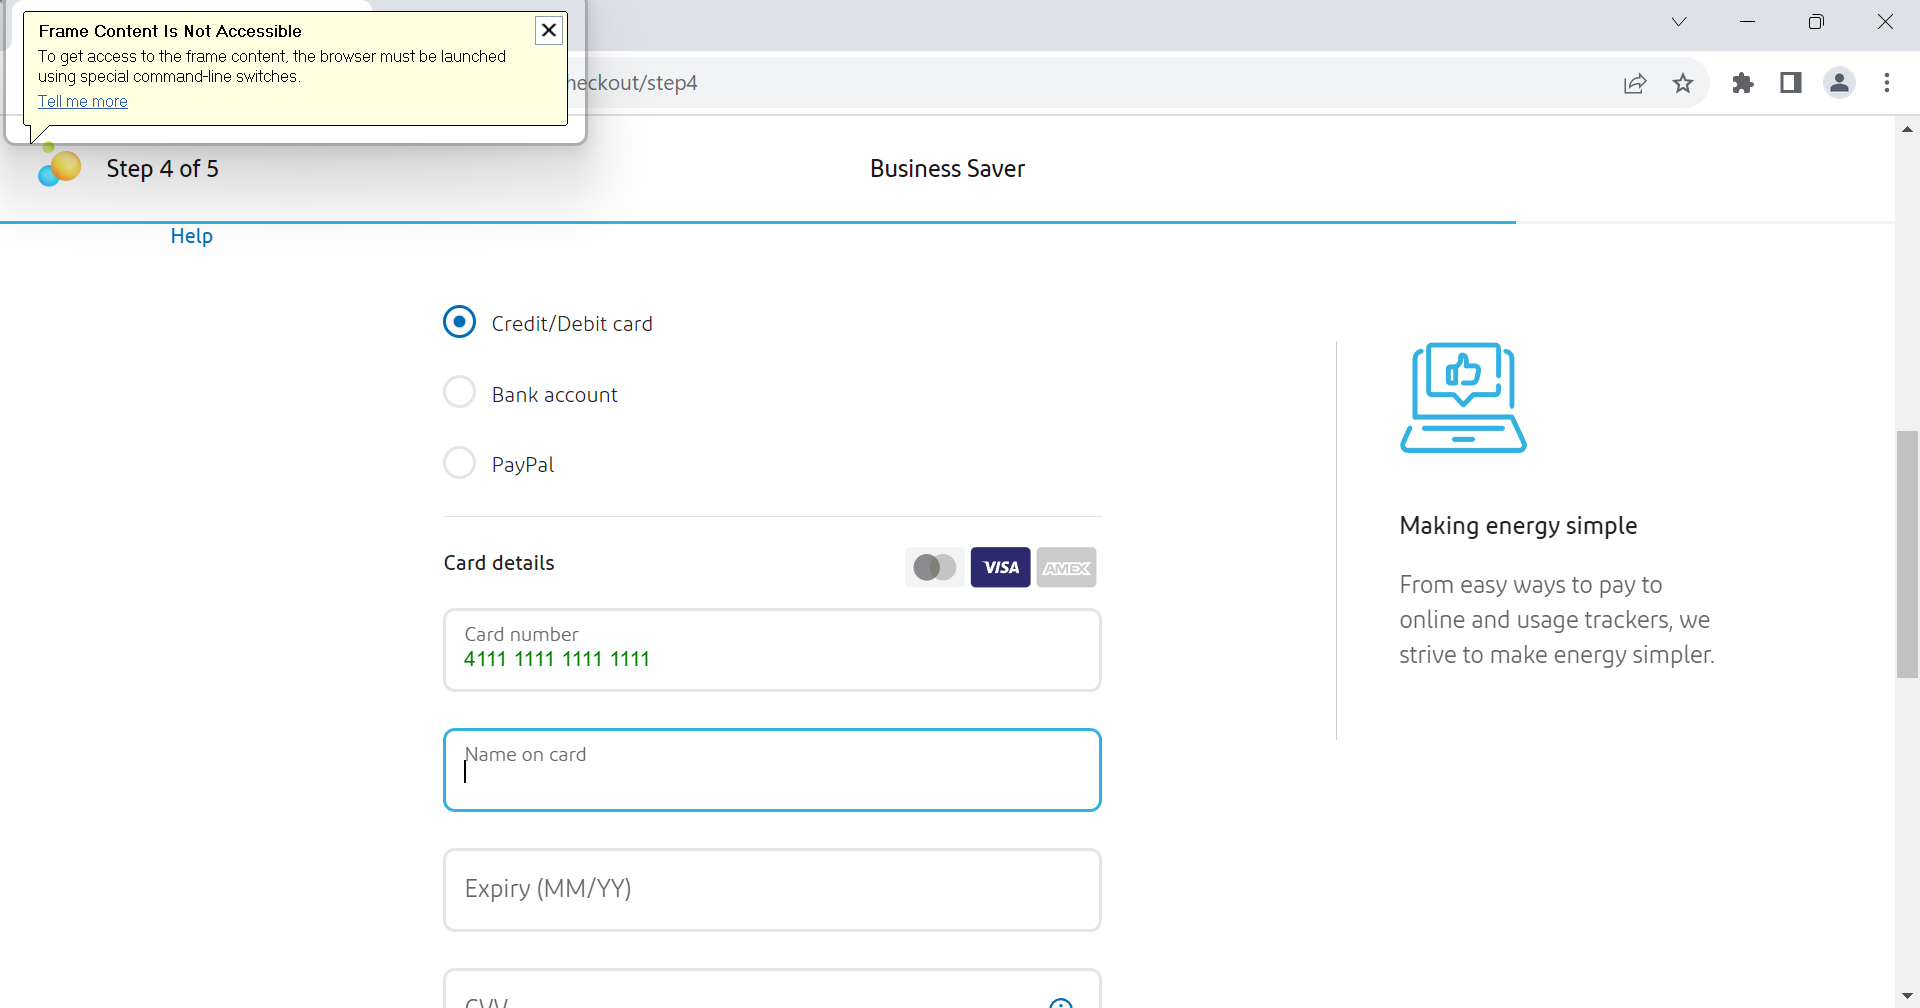 Frame Content Is Not Accessible
To get access to the frame content, the browser must be launched
using special command-line switches.
Tell me more
heckout/step4
Step 4 of 5
Business Saver
Help
Credit/Debit card
Bank account
PayPal
Card details
VISA
AMEX
Card number
4111 1111 1111 1111
Name on card
Expiry (MM/YY)
CVV
Making energy simple
From easy ways to pay to
online and usage trackers, we
strive to make energy simpler.